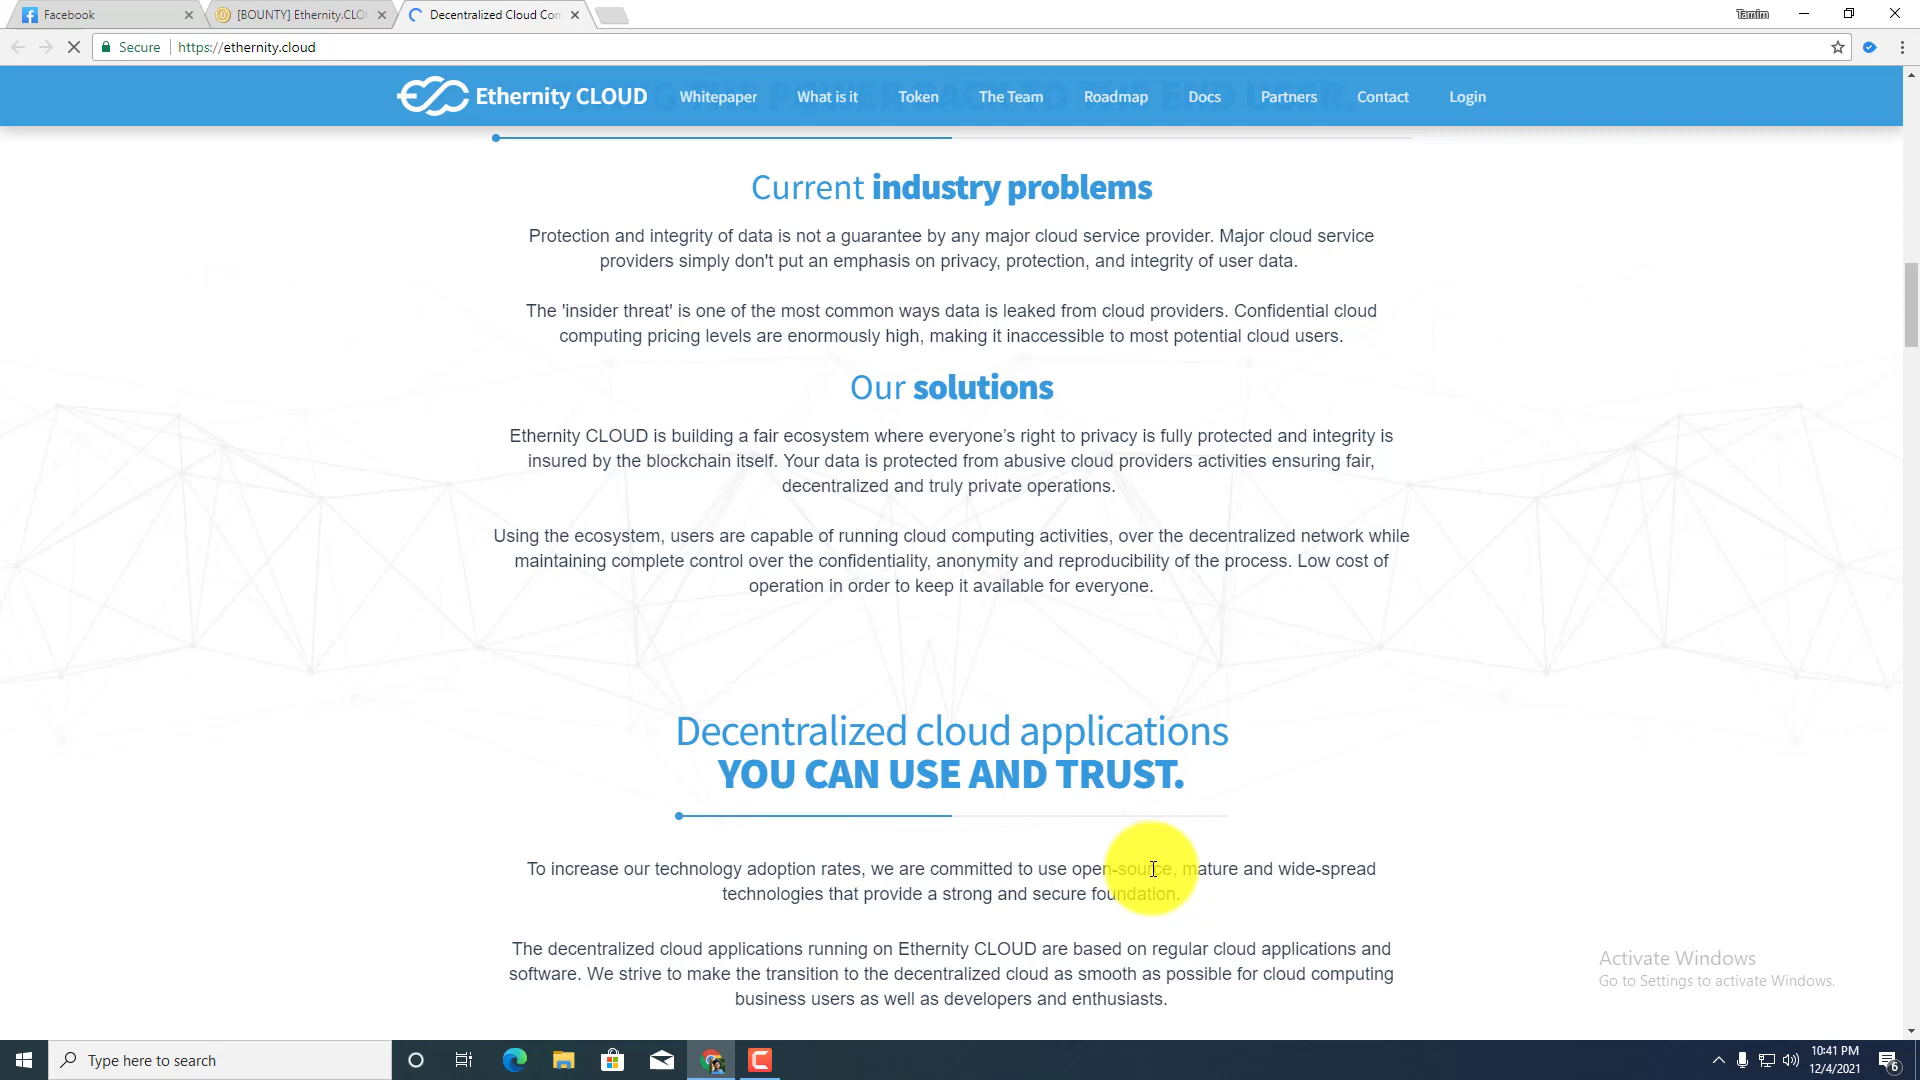 Facebook
[BOUNTY] Ethernity.CLO
Decentralized Cloud Com
Tamim
Secure
https://ethernity.cloud
Ethernity CLOUD
Whitepaper
What is it
Token
The Team
Roadmap
Docs
Partners
Contact
Login
Current industry problems
Protection and integrity of data is not a guarantee by any major cloud service provider. Major cloud service
providers simply don't put an emphasis on privacy, protection, and integrity of user data.
The 'insider threat' is one of the most common ways data is leaked from cloud providers. Confidential cloud
computing pricing levels are enormously high, making it inaccessible to most potential cloud users.
Our solutions
Ethernity CLOUD is building a fair ecosystem where everyone’s right to privacy is fully protected and integrity is
insured by the blockchain itself. Your data is protected from abusive cloud providers activities ensuring fair,
decentralized and truly private operations.
Using the ecosystem, users are capable of running cloud computing activities, over the decentralized network while
maintaining complete control over the confidentiality, anonymity and reproducibility of the process. Low cost of
operation in order to keep it available for everyone.
Decentralized cloud applications
YOU CAN USE AND TRUST.
To increase our technology adoption rates, we are committed to use open-source, mature and wide-spread
technologies that provide a strong and secure foundation.
The decentralized cloud applications running on Ethernity CLOUD are based on regular cloud applications and
software. We strive to make the transition to the decentralized cloud as smooth as possible for cloud computing
business users as well as developers and enthusiasts.
Activate Windows
Go to Settings to activate Windows.
Type here to search
10:41 PM
12/4/2021
6